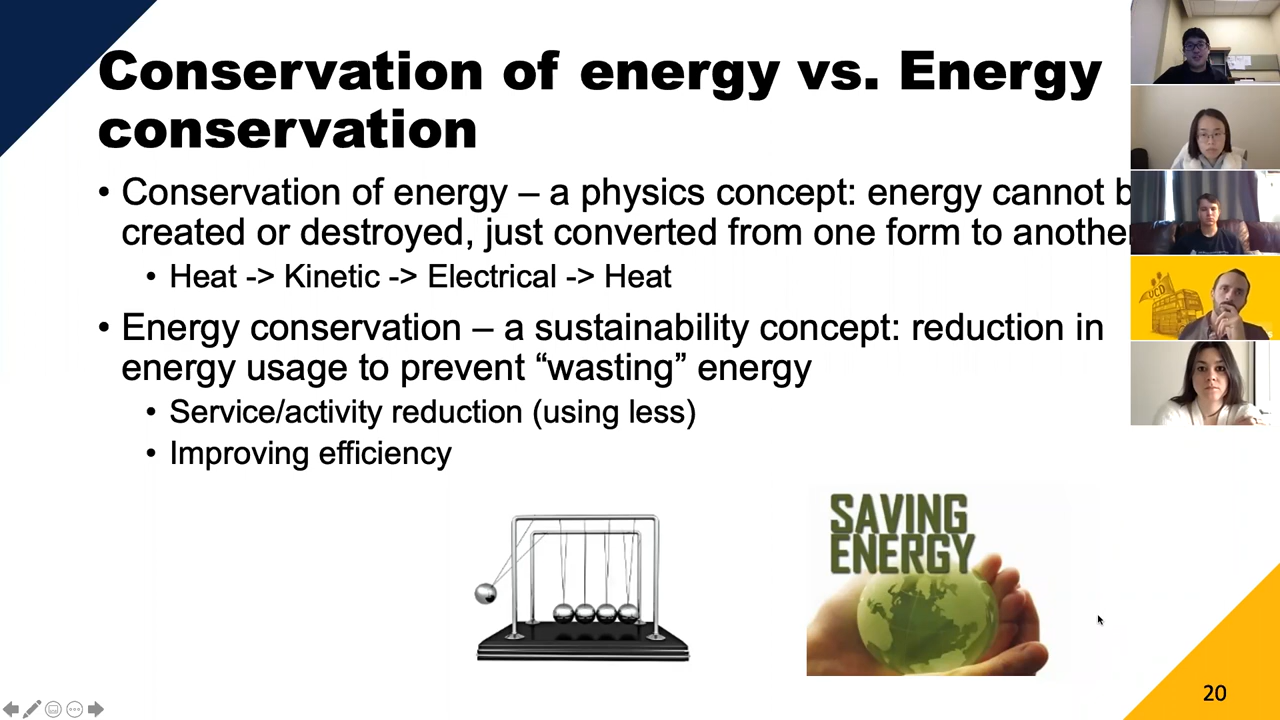 Conservation of energy vs. Energy
conservation
• Conservation of energy – a physics concept: energy cannot b
created or destroyed, just converted from one form to another
• Heat -> Kinetic -> Electrical -> Heat
• Energy conservation – a sustainability concept: reduction in
energy usage to prevent “wasting” energy
• Service/activity reduction (using less)
• Improving efficiency
SAVING
ENERGY
UCD
20